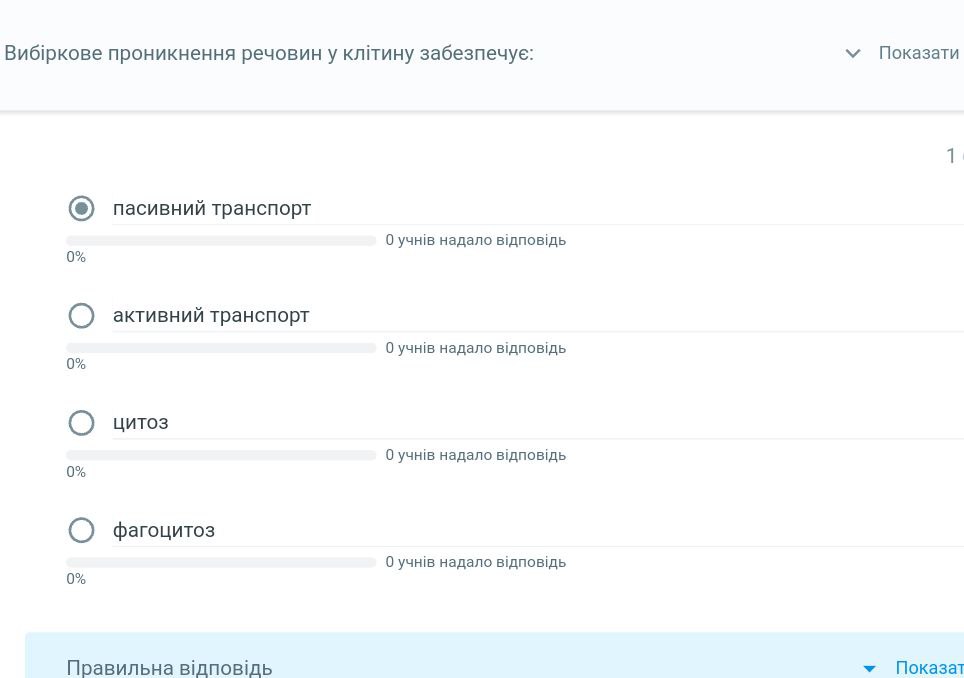 Вибіркове проникнення речовин у клітину забезпечує:
Показати
1
пасивний транспорт
0 учнів надало відповідь
0%
активний транспорт
0 учнів надало відповідь
0%
цитоз
0 учнів надало відповідь
0%
фагоцитоз
0 учнів надало відповідь
0%
Правильна відповідь
Показат